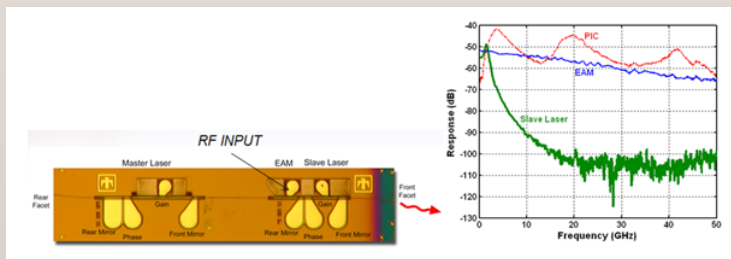 RF INPUT
Master Laser
EAM Slave Laser
Rear Facet
Gain
Gain
Front Facet
Rear Mirror
Phase
Front Mirror
Rear Mirror
Phase
Front Mirror
PIC
EAM
Slave Laser
Response (dB)
-40
-50
-60
-70
-80
-90
-100
-110
-120
-130
0 10 20 30 40 50
Frequency (GHz)